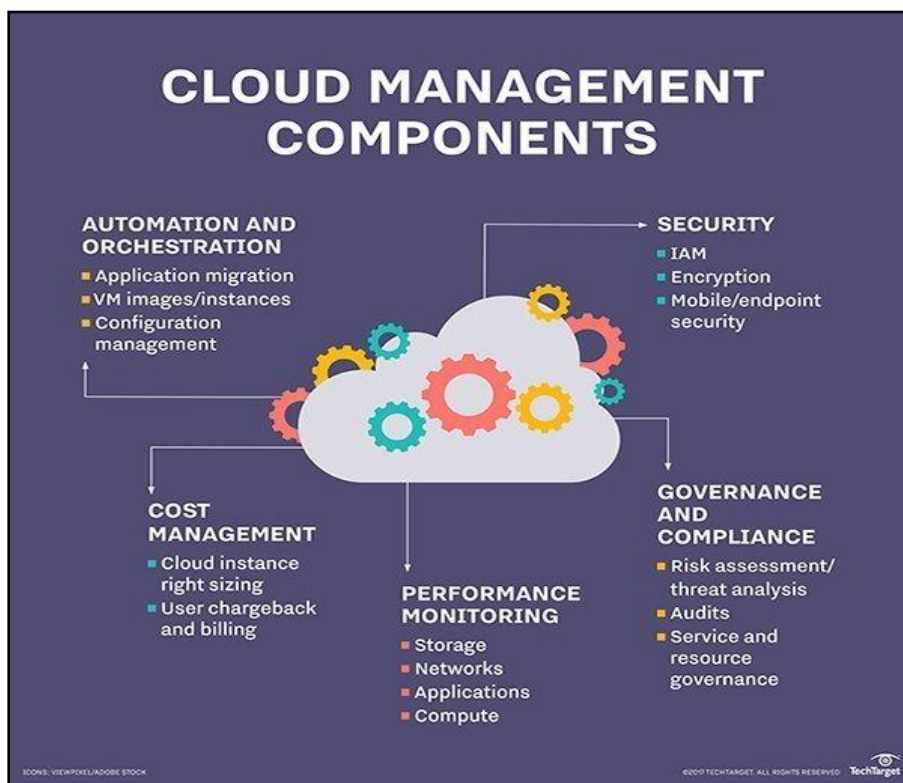 CLOUD MANAGEMENT
COMPONENTS
AUTOMATION AND
ORCHESTRATION
Application migration
VM images/instances
Configuration
management
SECURITY
IAM
Encryption
Mobile/endpoint
security
COST
MANAGEMENT
Cloud instance
right sizing
User chargeback
and billing
PERFORMANCE
MONITORING
Storage
Networks
Applications
Compute
GOVERNANCE
AND
COMPLIANCE
Risk assessment/
threat analysis
Audits
Service and
resource
governance
ICONS: VIEWPIXEL/ADOBE STOCK
©2017 TECHTARGET. ALL RIGHTS RESERVED
TechTarget